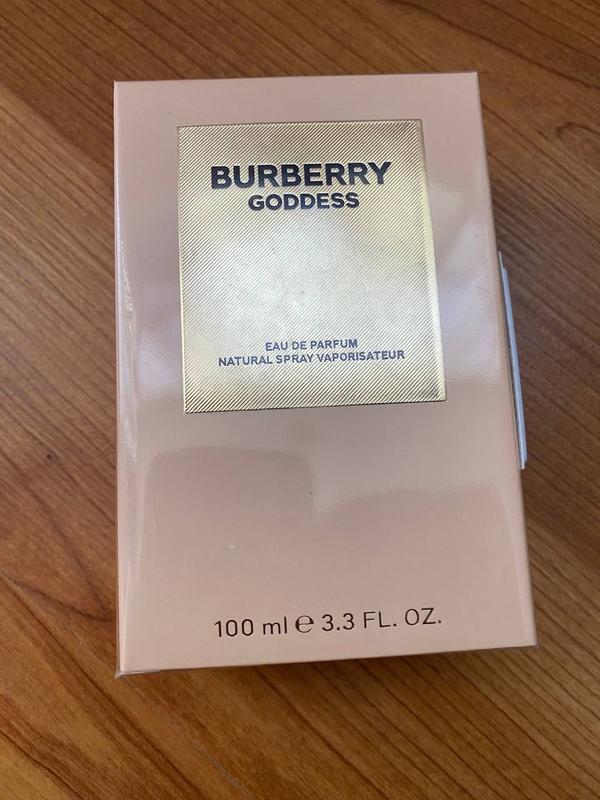 BURBERRY
GODDESS
EAU DE PARFUM
NATURAL SPRAY VAPORISATEUR
100 ml ℮ 3.3 FL. OZ.